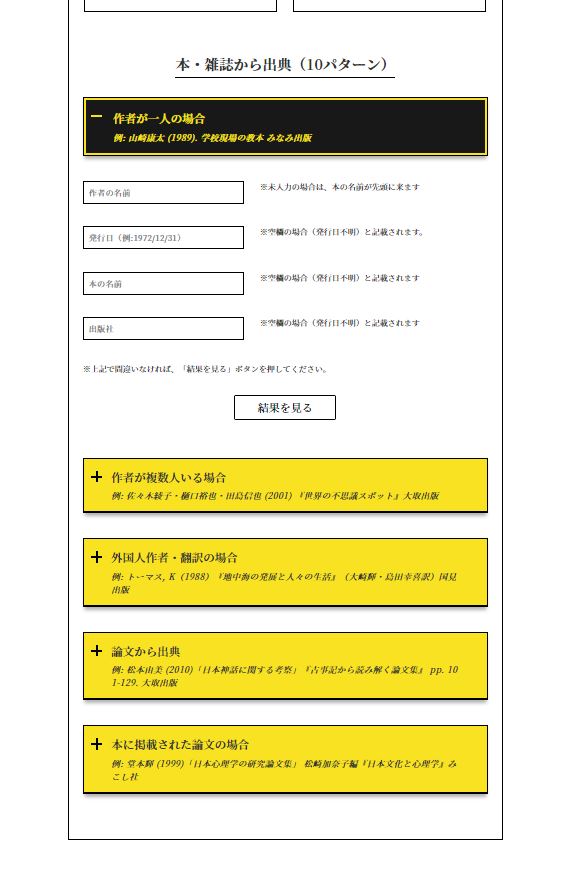 本・雑誌から出典（10パターン）
作者が一人の場合
例: 山崎康太 (1989). 学校現場の教本 みなみ出版
作者の名前
※未入力の場合は、本の名前が先頭に来ます
発行日（例:1972/12/31）
※空欄の場合（発行日不明）と記載されます。
本の名前
※空欄の場合（発行日不明）と記載されます
出版社
※空欄の場合（発行日不明）と記載されます
※上記で間違いなければ、「結果を見る」ボタンを押してください。
結果を見る
作者が複数人いる場合
例: 佐々木綾子・樋口裕也・田島信也 (2001) 『世界の不思議スポット』大取出版
外国人作者・翻訳の場合
例: トーマス, K（1988）『地中海の発展と人々の生活』（大崎輝・島田幸喜訳）国見
出版
論文から出典
例: 松本由美 (2010)「日本神話に関する考察」『古事記から読み解く論文集』 pp. 10
1-129. 大取出版
本に掲載された論文の場合
例: 堂本輝 (1999)「日本心理学の研究論文集」 松崎加奈子編『日本文化と心理学』み
こし社